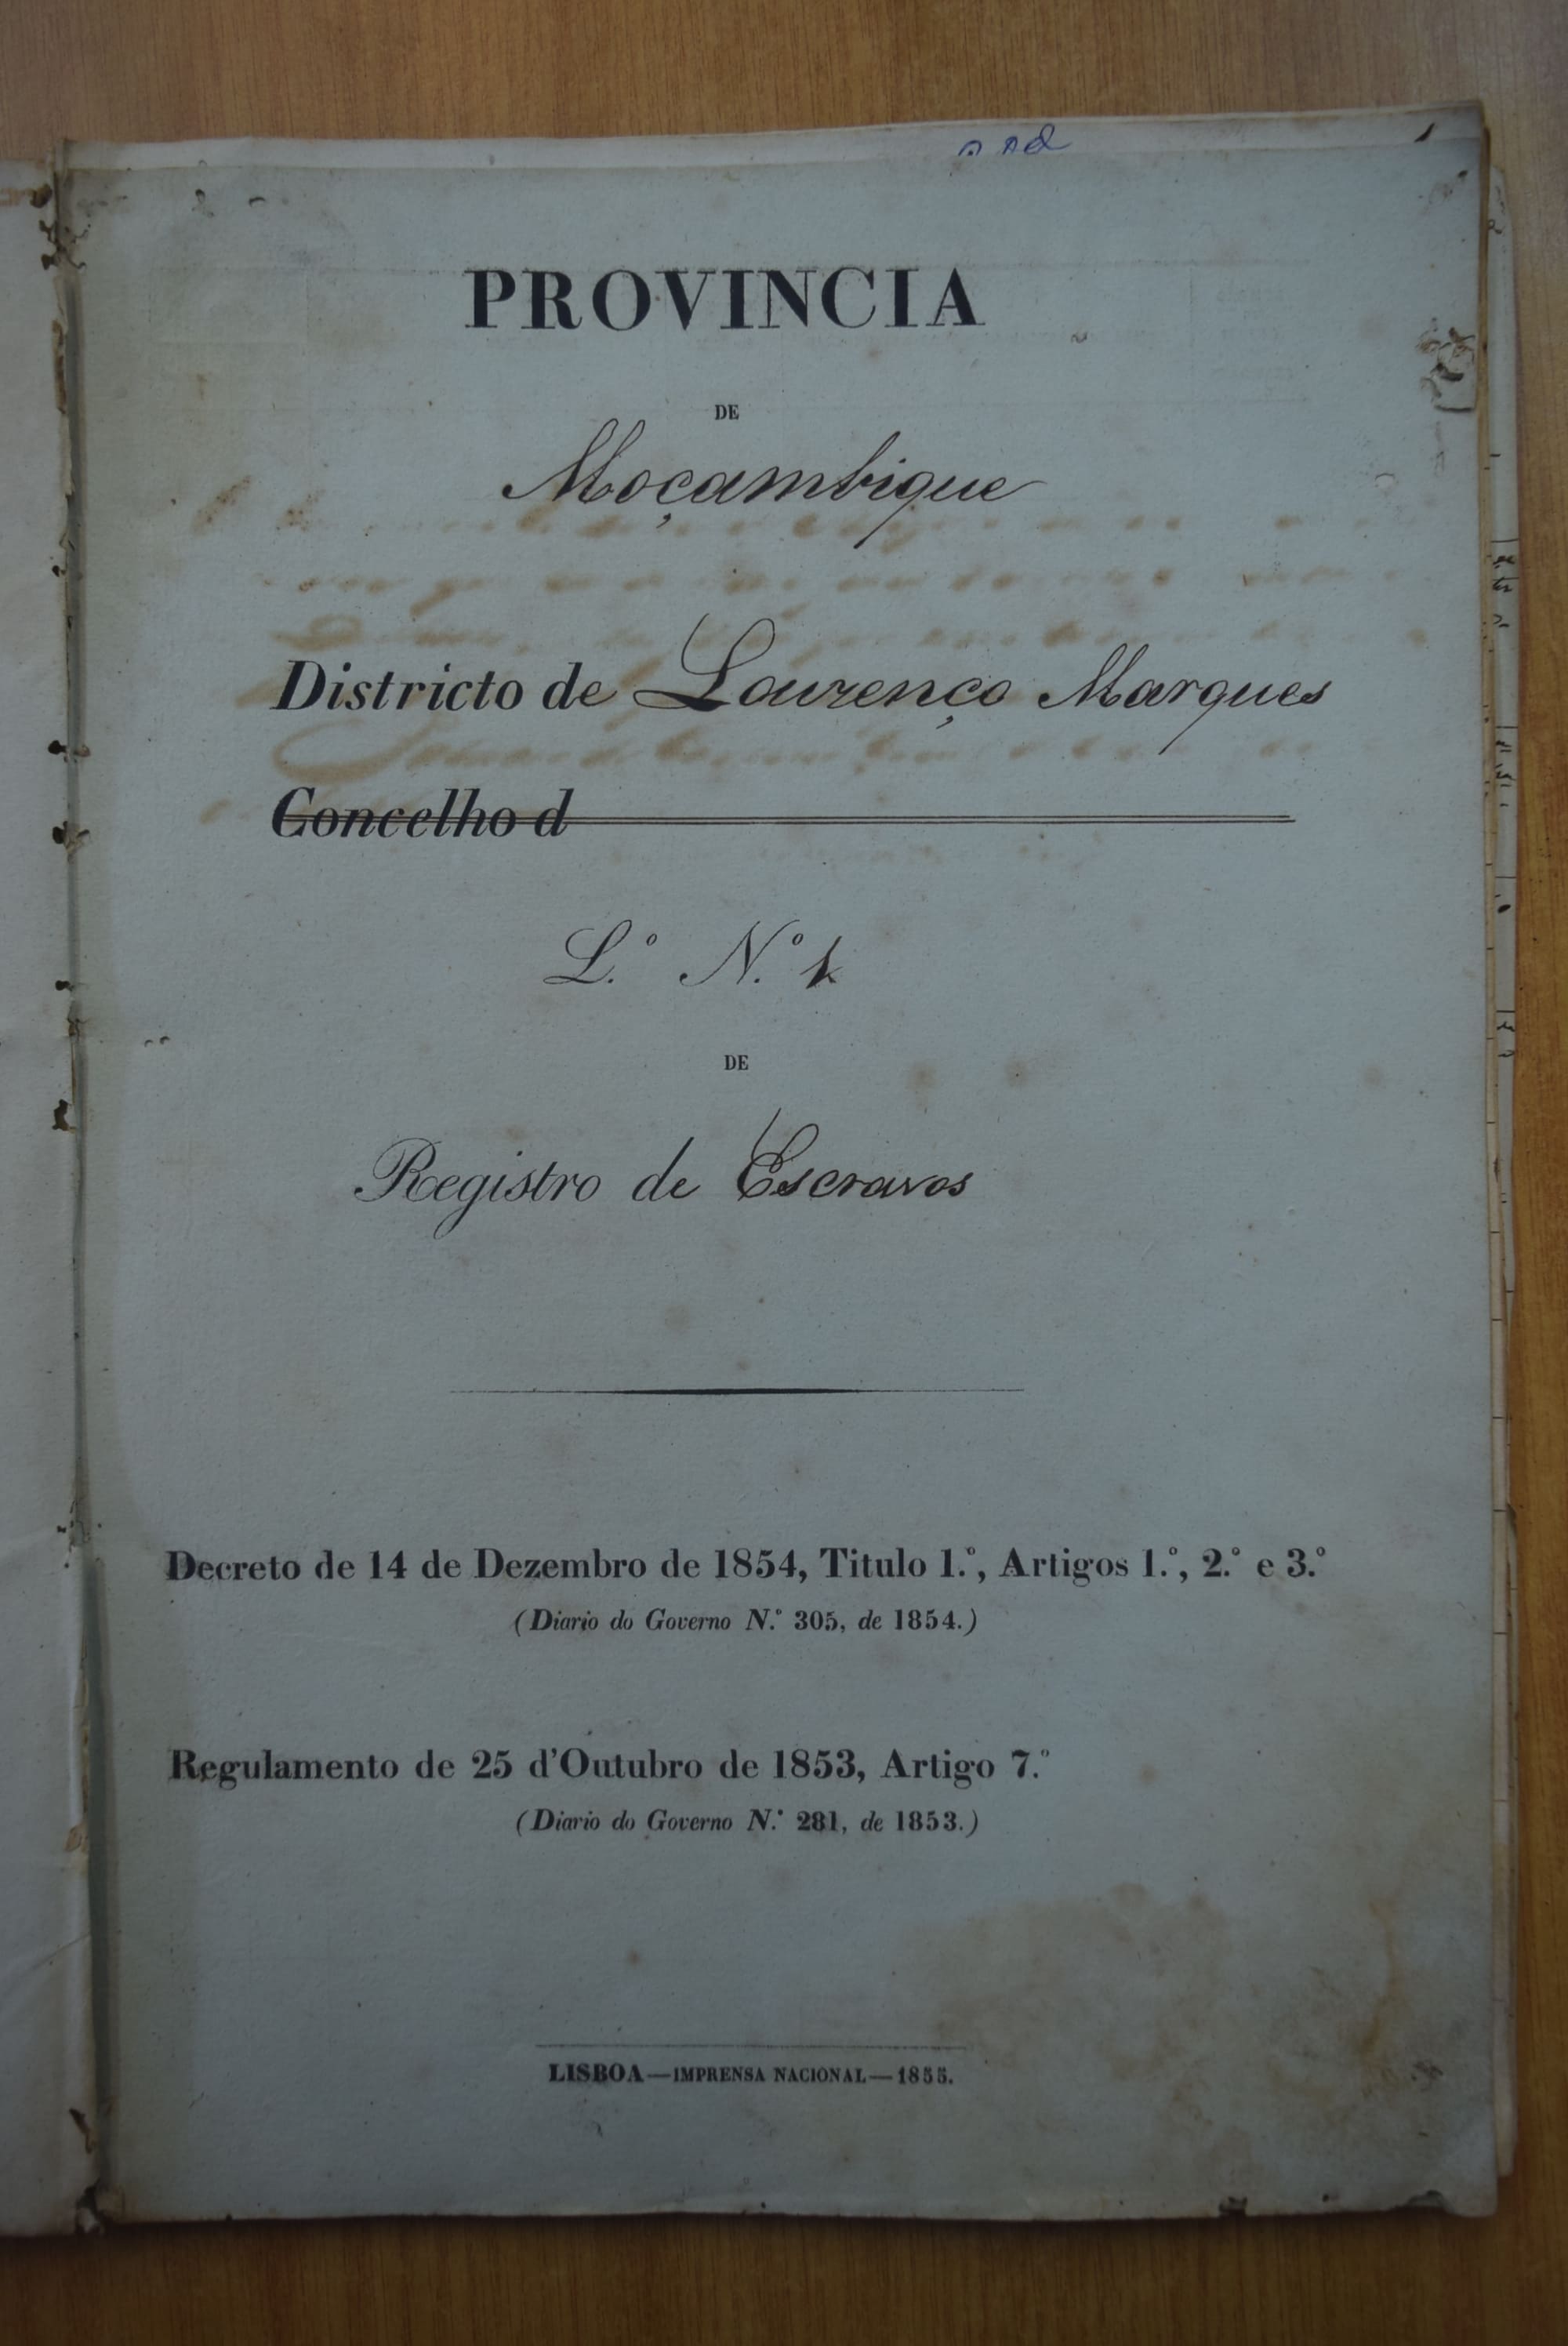 PROVINCIA
DE
Moçambique
Districto de Lourenço Marques
Concelho d
L.º N.º 1
DE
Registro de Escravos
Decreto de 14 de Dezembro de 1854, Titulo 1.º, Artigos 1.º, 2.º e 3.º
(Diario do Governo N.º 305, de 1854.)
Regulamento de 25 d'Outubro de 1853, Artigo 7.º
(Diario do Governo N.º 281, de 1853.)
LISBOA—IMPRENSA NACIONAL—1855.